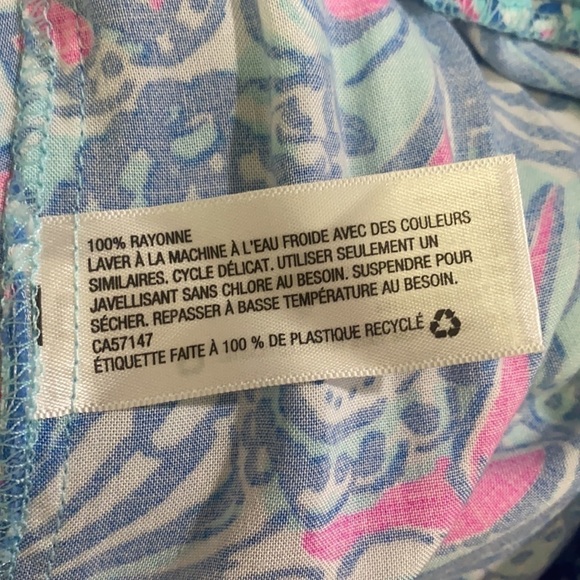 100% RAYONNE
LAVER À LA MACHINE À L'EAU FROIDE AVEC DES COULEURS
SIMILAIRES. CYCLE DÉLICAT. UTILISER SEULEMENT UN
JAVELLISANT SANS CHLORE AU BESOIN. SUSPENDRE POUR
SÉCHER. REPASSER À BASSE TEMPÉRATURE AU BESOIN.
CA57147
ÉTIQUETTE FAITE À 100 % DE PLASTIQUE RECYCLÉ